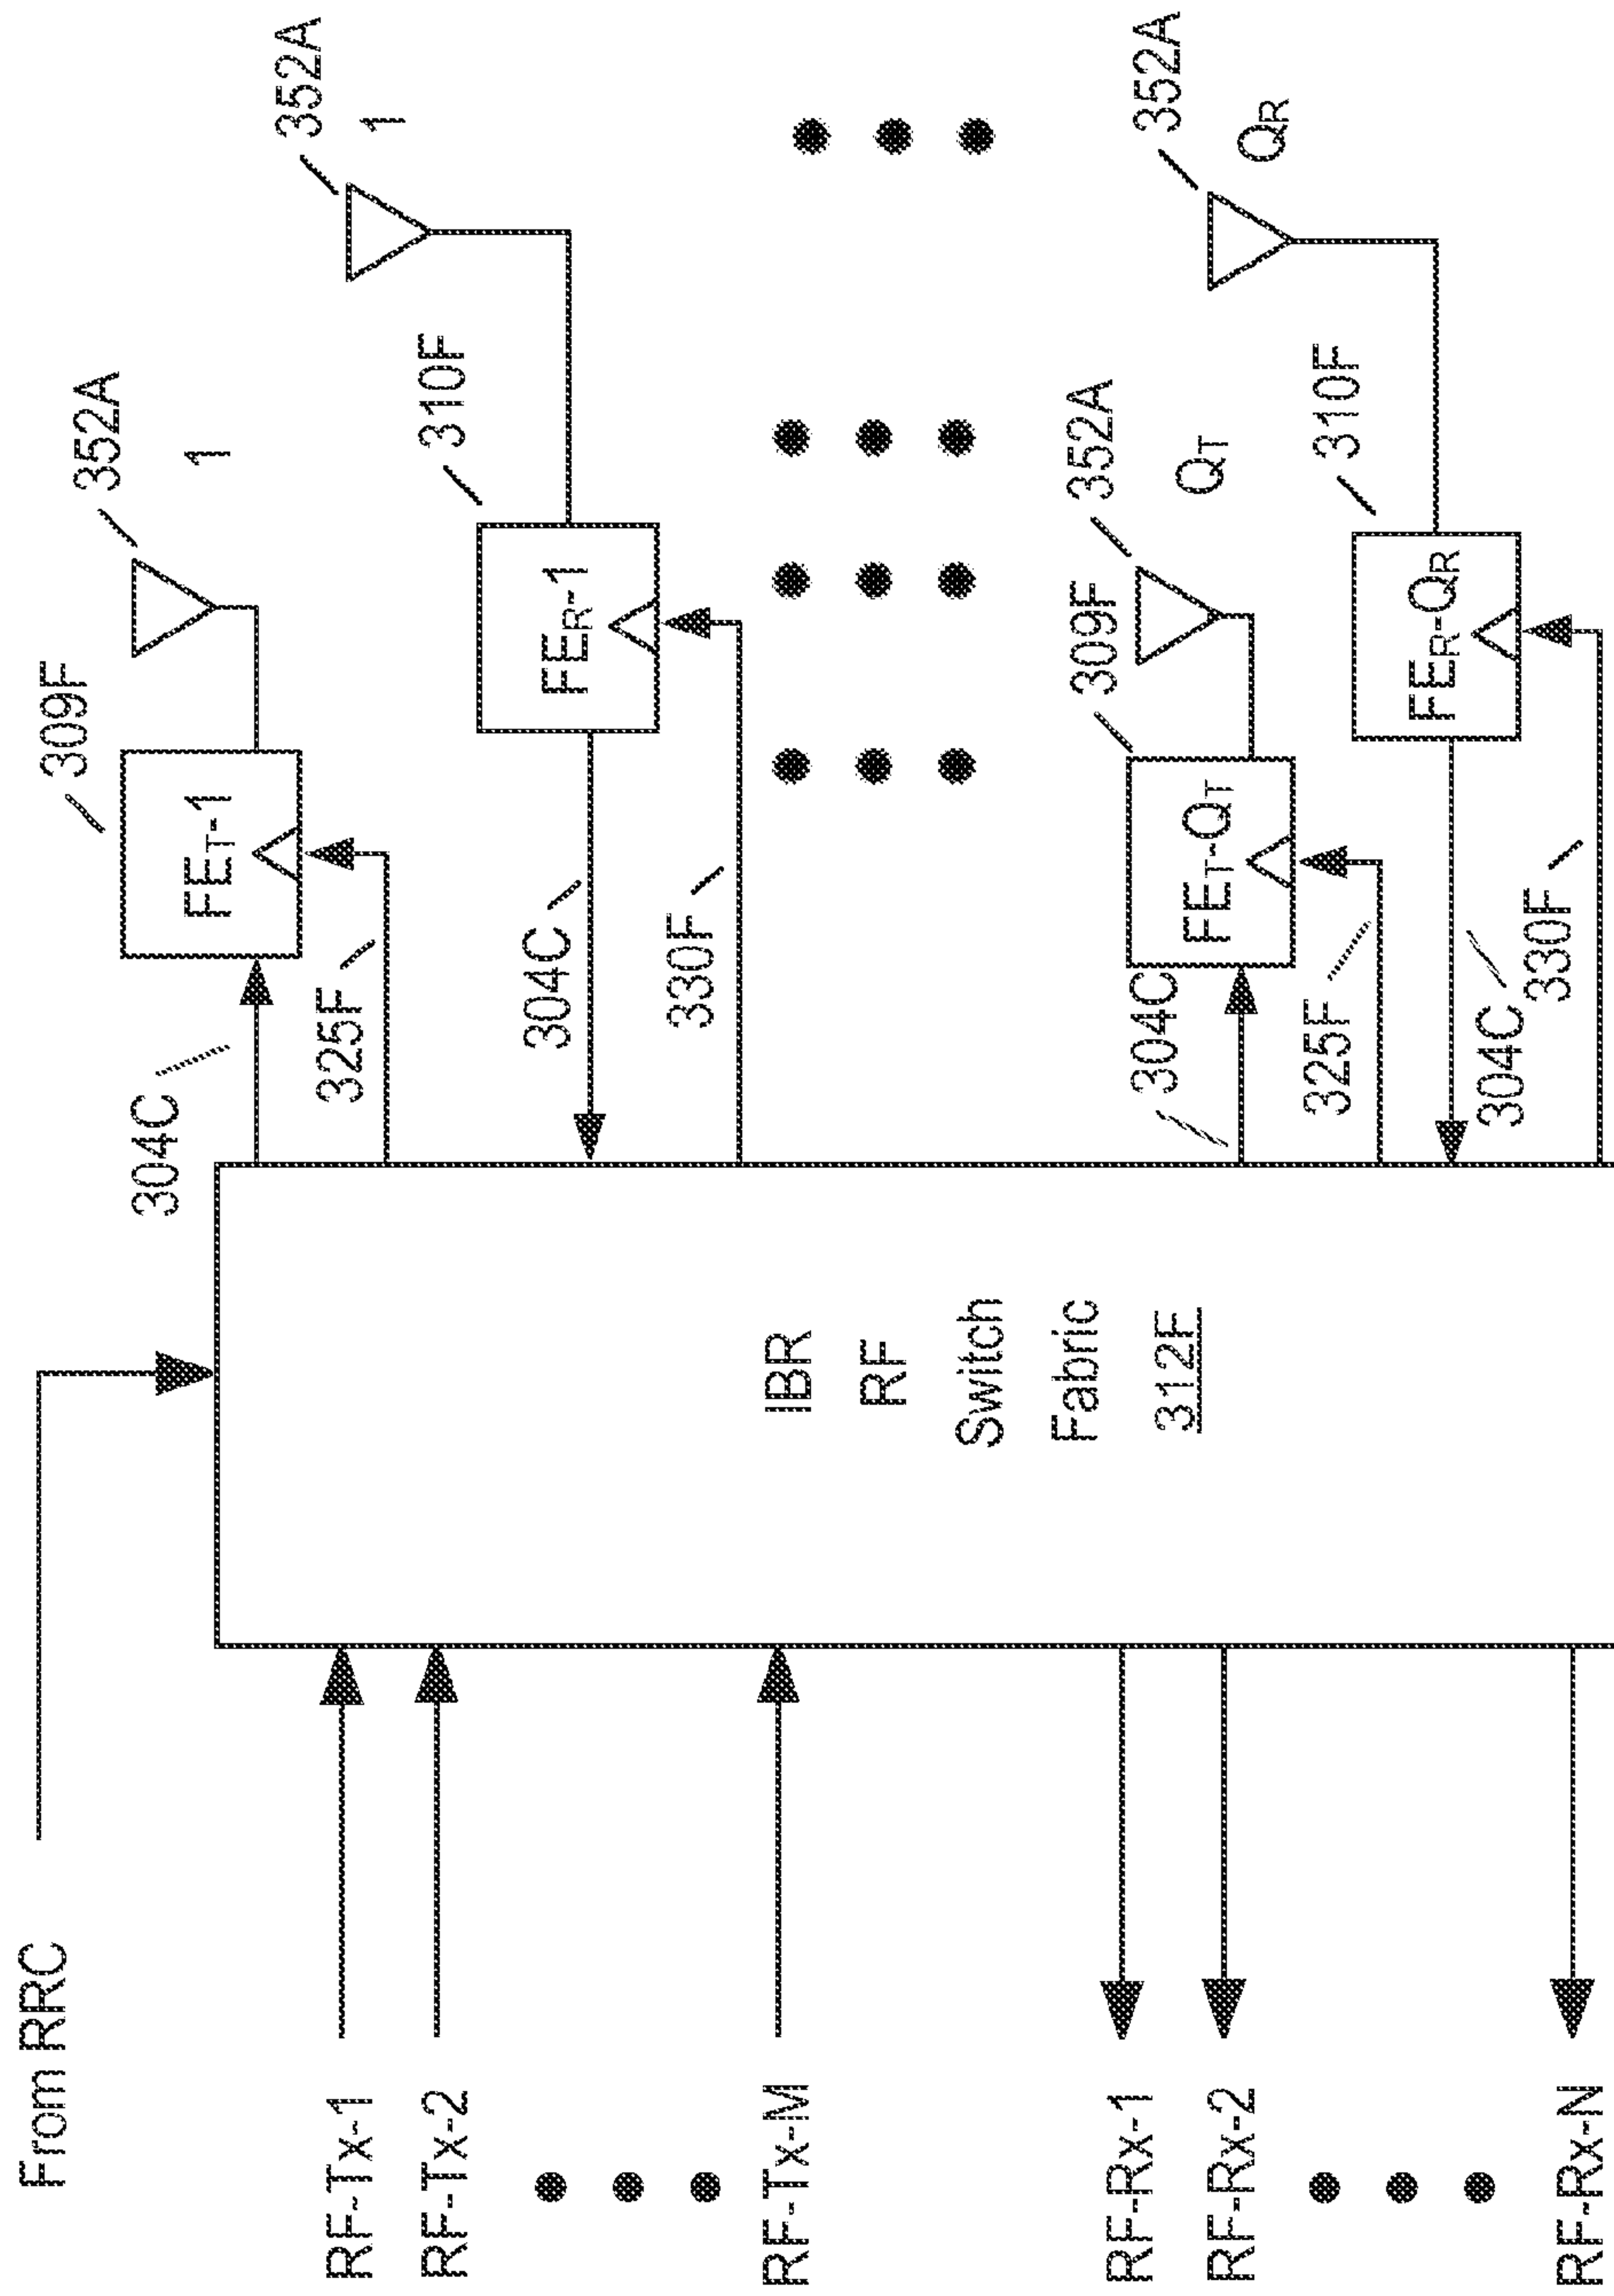 From RRC
RF-Tx-1
RF-Tx-2
RF-Tx-M
RF-Rx-1
RF-Rx-2
RF-Rx-N
IBR
RF
Switch
Fabric
312F
304C
309F
352A
1
FET-1
325F
310F
352A
1
FER-1
304C
330F
304C
309F
352A
QT
FET-QT
325F
310F
352A
QR
FER-QR
304C
330F